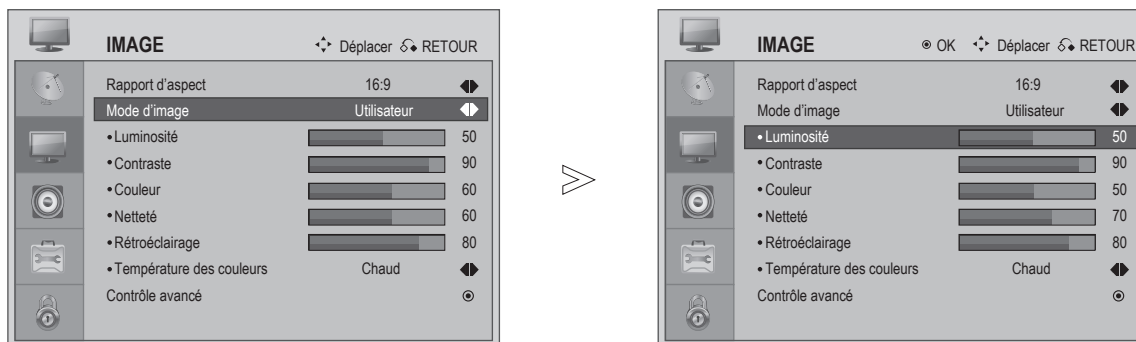 IMAGE Déplacer RETOUR
Rapport d’aspect 16:9
Mode d’image Utilisateur
•Luminosité 50
•Contraste 90
•Couleur 60
•Netteté 60
•Rétroéclairage 80
•Température des couleurs Chaud
Contrôle avancé
IMAGE OK Déplacer RETOUR
Rapport d’aspect 16:9
Mode d’image Utilisateur
•Luminosité 50
•Contraste 90
•Couleur 50
•Netteté 70
•Rétroéclairage 80
•Température des couleurs Chaud
Contrôle avancé